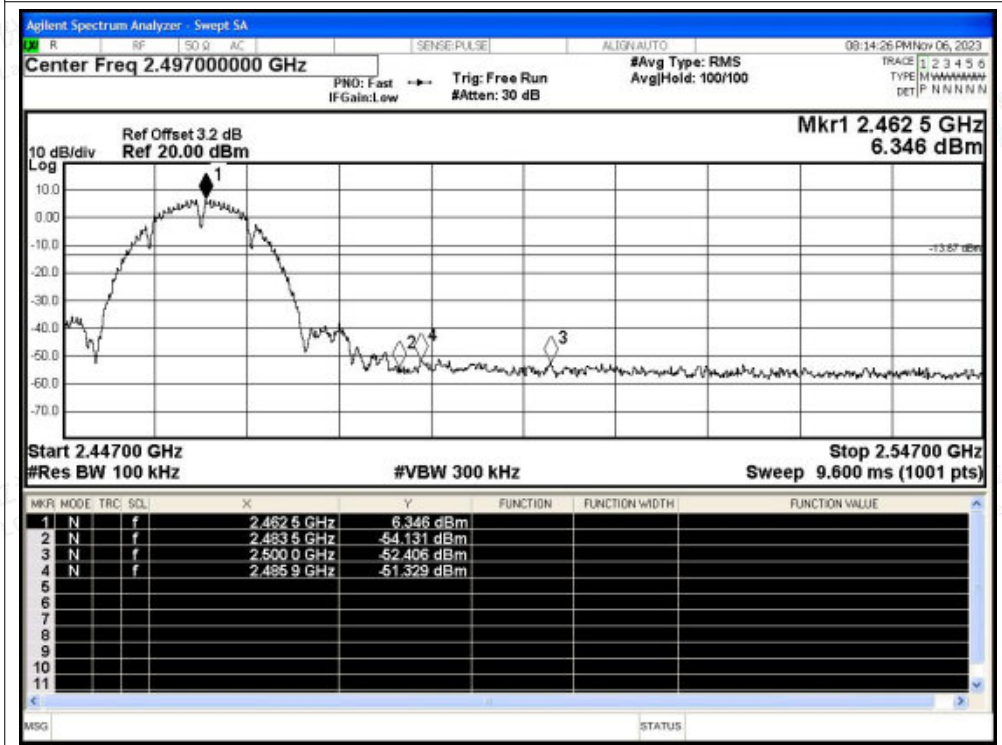 Agilent Spectrum Analyzer - Swept SA
LXI R RF 50 Ω AC SENSE:PULSE ALIGN AUTO 08:14:26 PM Nov 06, 2023
Center Freq 2.497000000 GHz
PNO: Fast
IFGain:Low
Trig: Free Run
#Atten: 30 dB
#Avg Type: RMS
Avg|Hold: 100/100
TRACE 1 2 3 4 5 6
TYPE M
DET P N N N N N
Mkr1 2.462 5 GHz
6.346 dBm
Ref Offset 3.2 dB
10 dB/div Ref 20.00 dBm
Log
1
10.0
0.00
-10.0
-13.67 dBm
-20.0
-30.0
-40.0
2 4 3
-50.0
-60.0
-70.0
Start 2.44700 GHz Stop 2.54700 GHz
#Res BW 100 kHz #VBW 300 kHz Sweep 9.600 ms (1001 pts)
MKR MODE TRC SCL X Y FUNCTION FUNCTION WIDTH FUNCTION VALUE
1 N f 2.462 5 GHz 6.346 dBm
2 N f 2.483 5 GHz -54.131 dBm
3 N f 2.500 0 GHz -52.406 dBm
4 N f 2.485 9 GHz -51.329 dBm
5
6
7
8
9
10
11
MSG STATUS